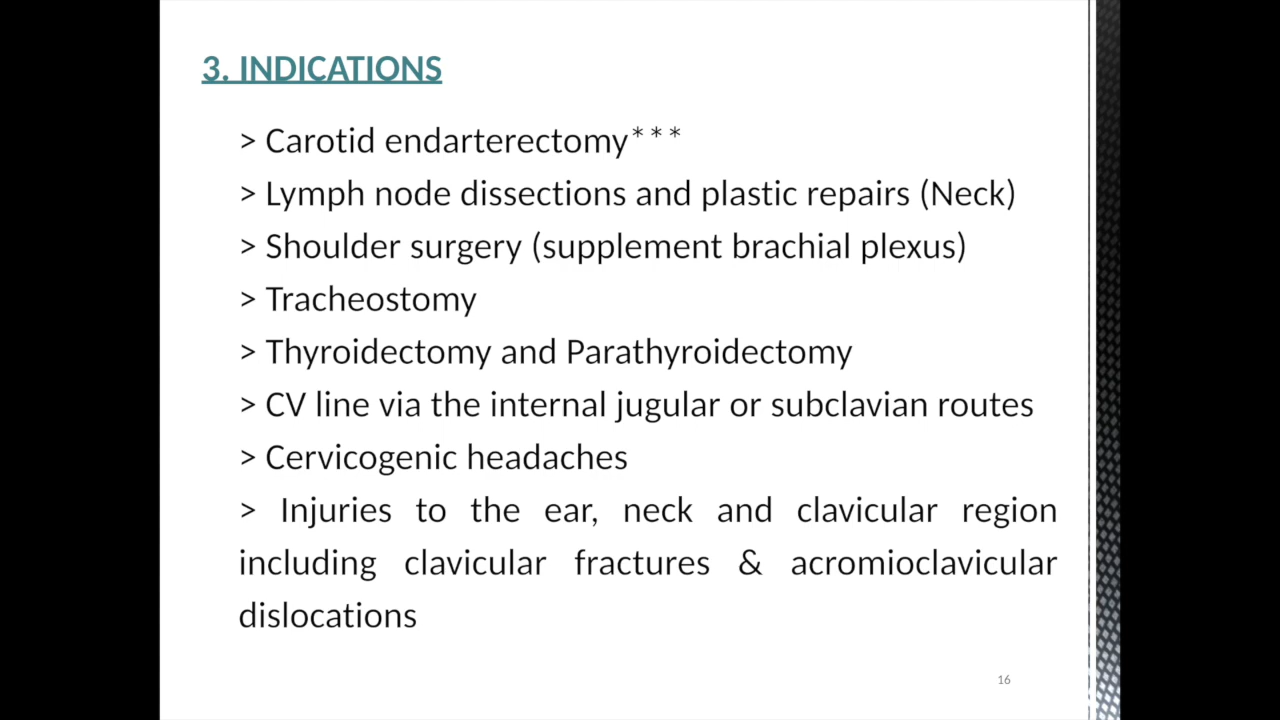 3. INDICATIONS
> Carotid endarterectomy***
> Lymph node dissections and plastic repairs (Neck)
> Shoulder surgery (supplement brachial plexus)
> Tracheostomy
> Thyroidectomy and Parathyroidectomy
> CV line via the internal jugular or subclavian routes
> Cervicogenic headaches
> Injuries to the ear, neck and clavicular region
including clavicular fractures & acromioclavicular
dislocations
16